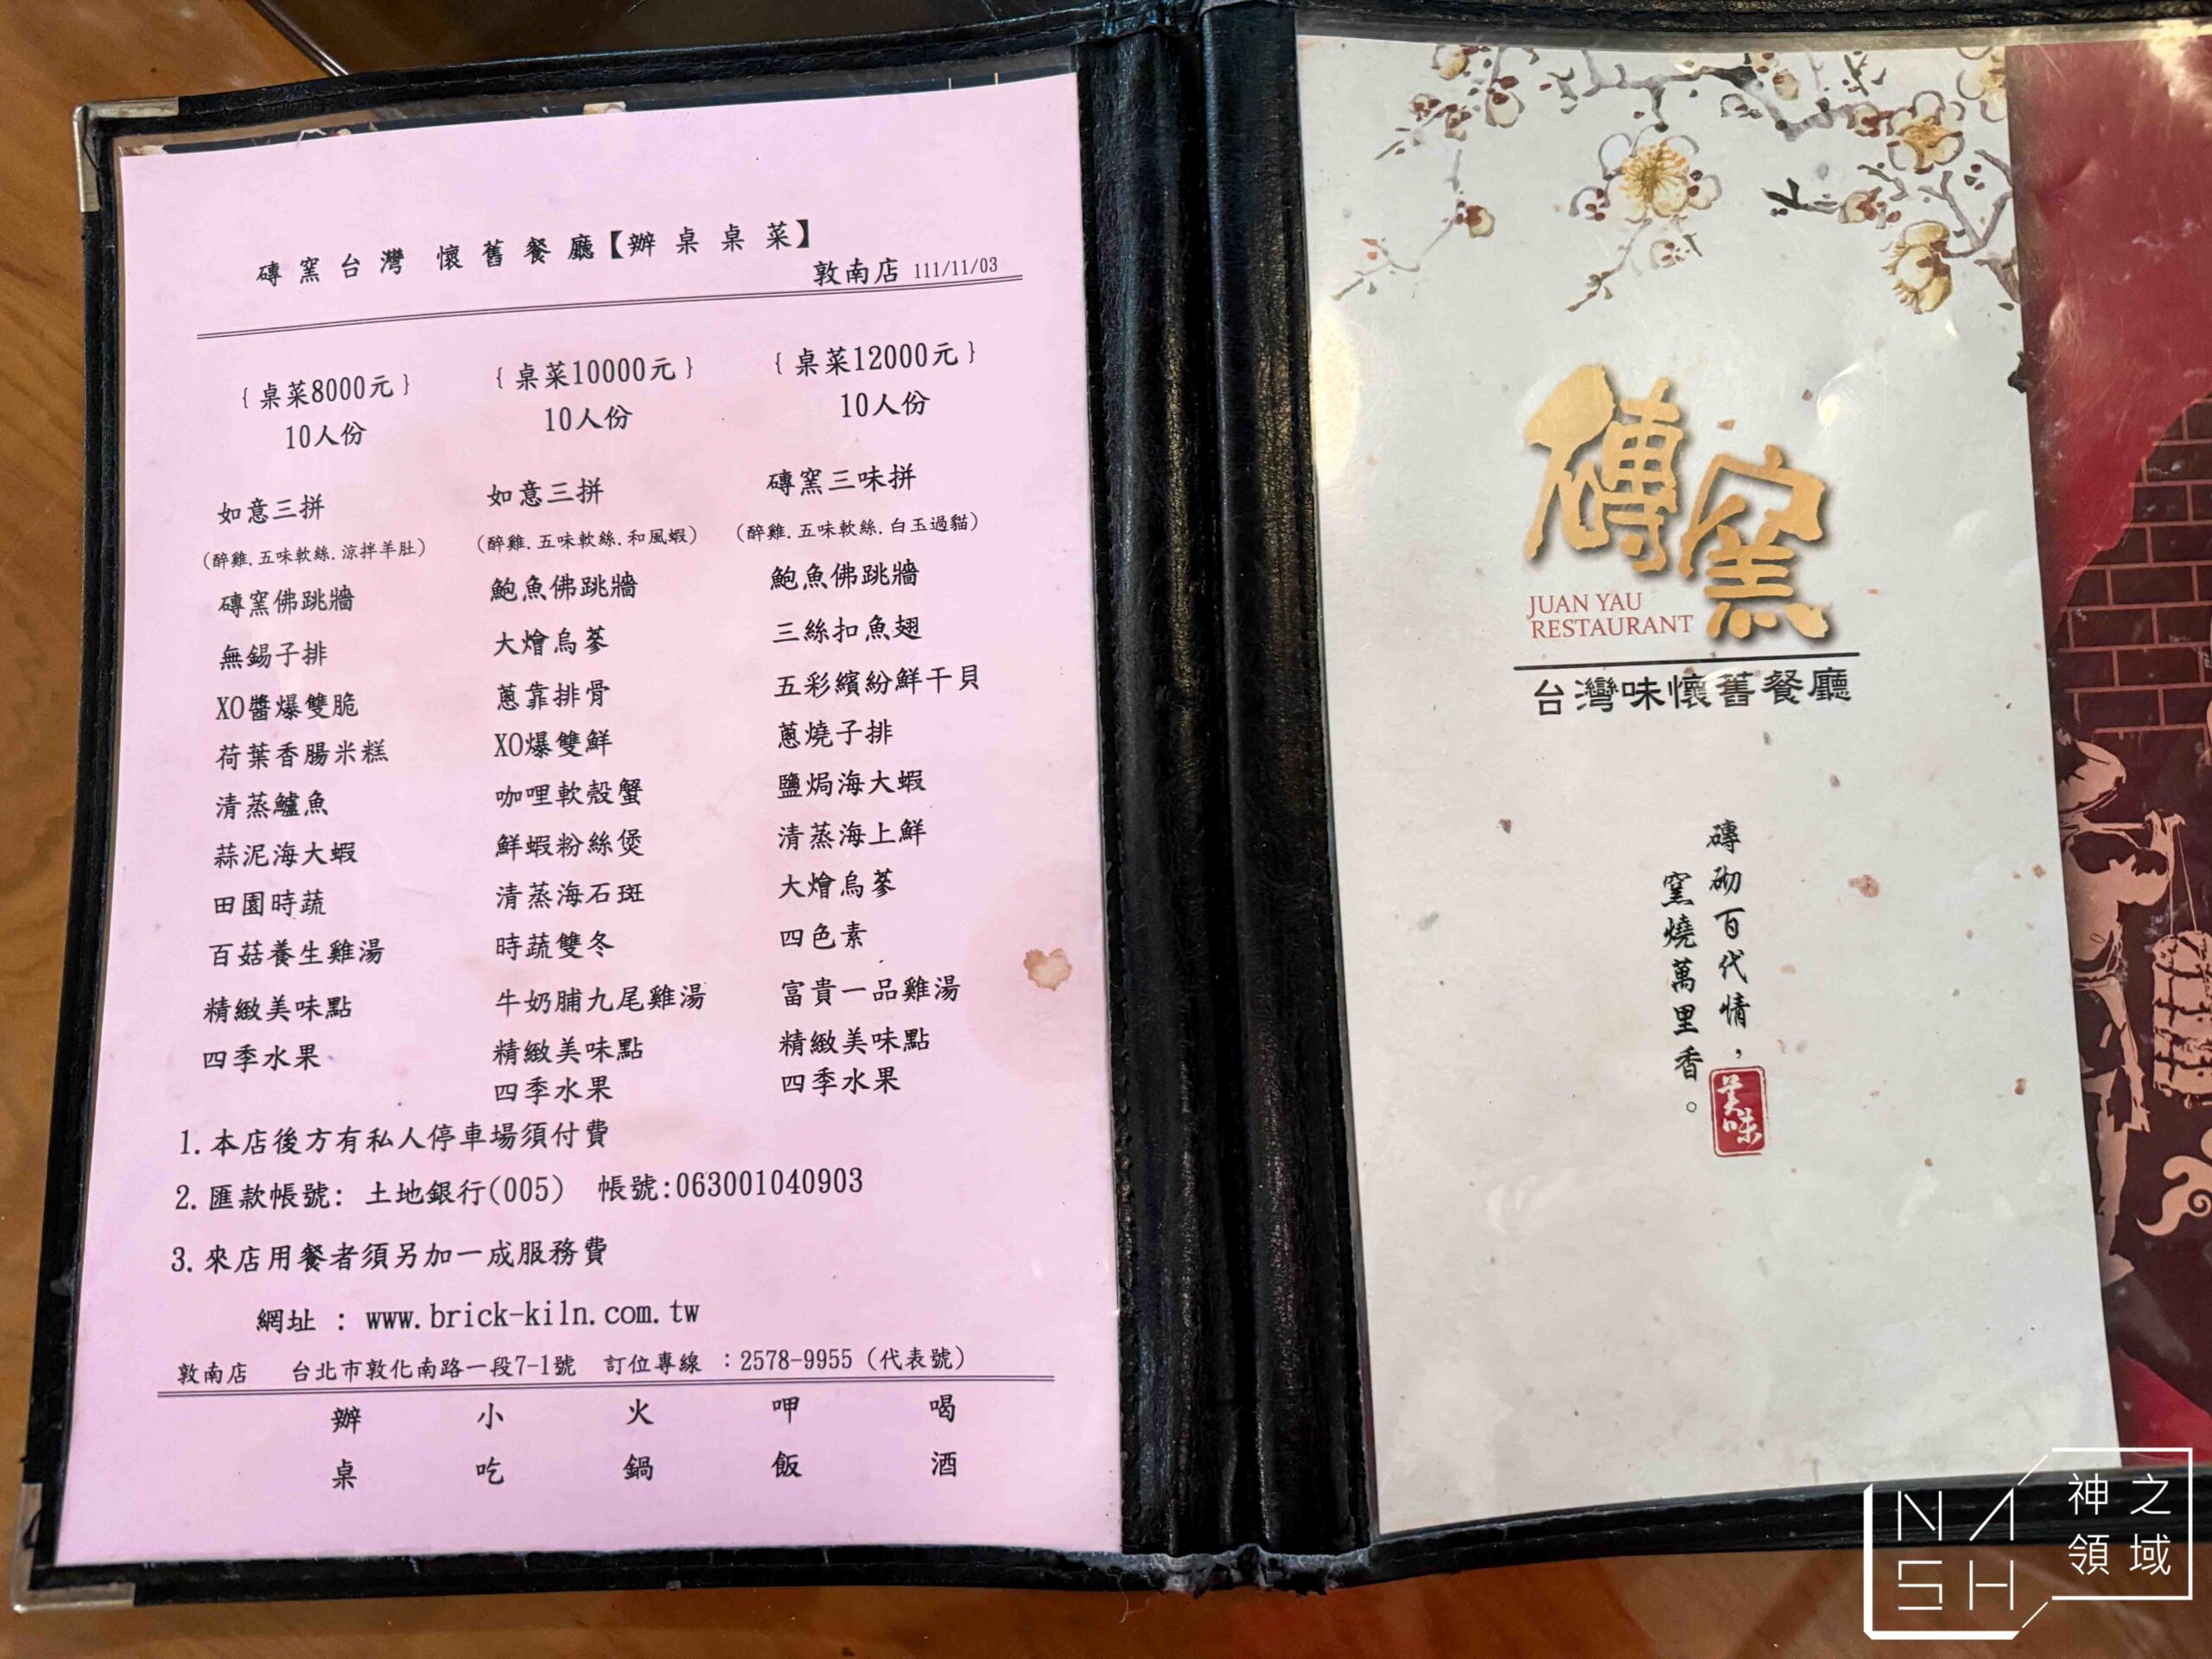 磚窯台灣 懷舊餐廳【辦桌桌菜】
敦南店 111/11/03
{桌菜8000元}
10人份
如意三拼
(醉雞.五味軟絲.涼拌羊肚)
磚窯佛跳牆
無錫子排
XO醬爆雙脆
荷葉香腸米糕
清蒸鱸魚
蒜泥海大蝦
田園時蔬
百菇養生雞湯
精緻美味點
四季水果
{桌菜10000元}
10人份
如意三拼
(醉雞.五味軟絲.和風蝦)
鮑魚佛跳牆
大燴烏蔘
蔥靠排骨
XO爆雙鮮
咖哩軟殼蟹
鮮蝦粉絲煲
清蒸海石斑
時蔬雙冬
牛奶脯九尾雞湯
精緻美味點
四季水果
{桌菜12000元}
10人份
磚窯三味拼
(醉雞.五味軟絲.白玉過貓)
鮑魚佛跳牆
三絲扣魚翅
五彩繽紛鮮干貝
蔥燒子排
鹽焗海大蝦
清蒸海上鮮
大燴烏蔘
四色素
富貴一品雞湯
精緻美味點
四季水果
1.本店後方有私人停車場須付費
2.匯款帳號: 土地銀行(005) 帳號:063001040903
3.來店用餐者須另加一成服務費
網址 : www.brick-kiln.com.tw
敦南店 台北市敦化南路一段7-1號 訂位專線 :2578-9955 (代表號)
辦桌 小吃 火鍋 呷飯 喝酒
磚窯
JUAN YAU
RESTAURANT
台灣味懷舊餐廳
磚砌百代情，
窯燒萬里香。
美味
NASH
神之領域